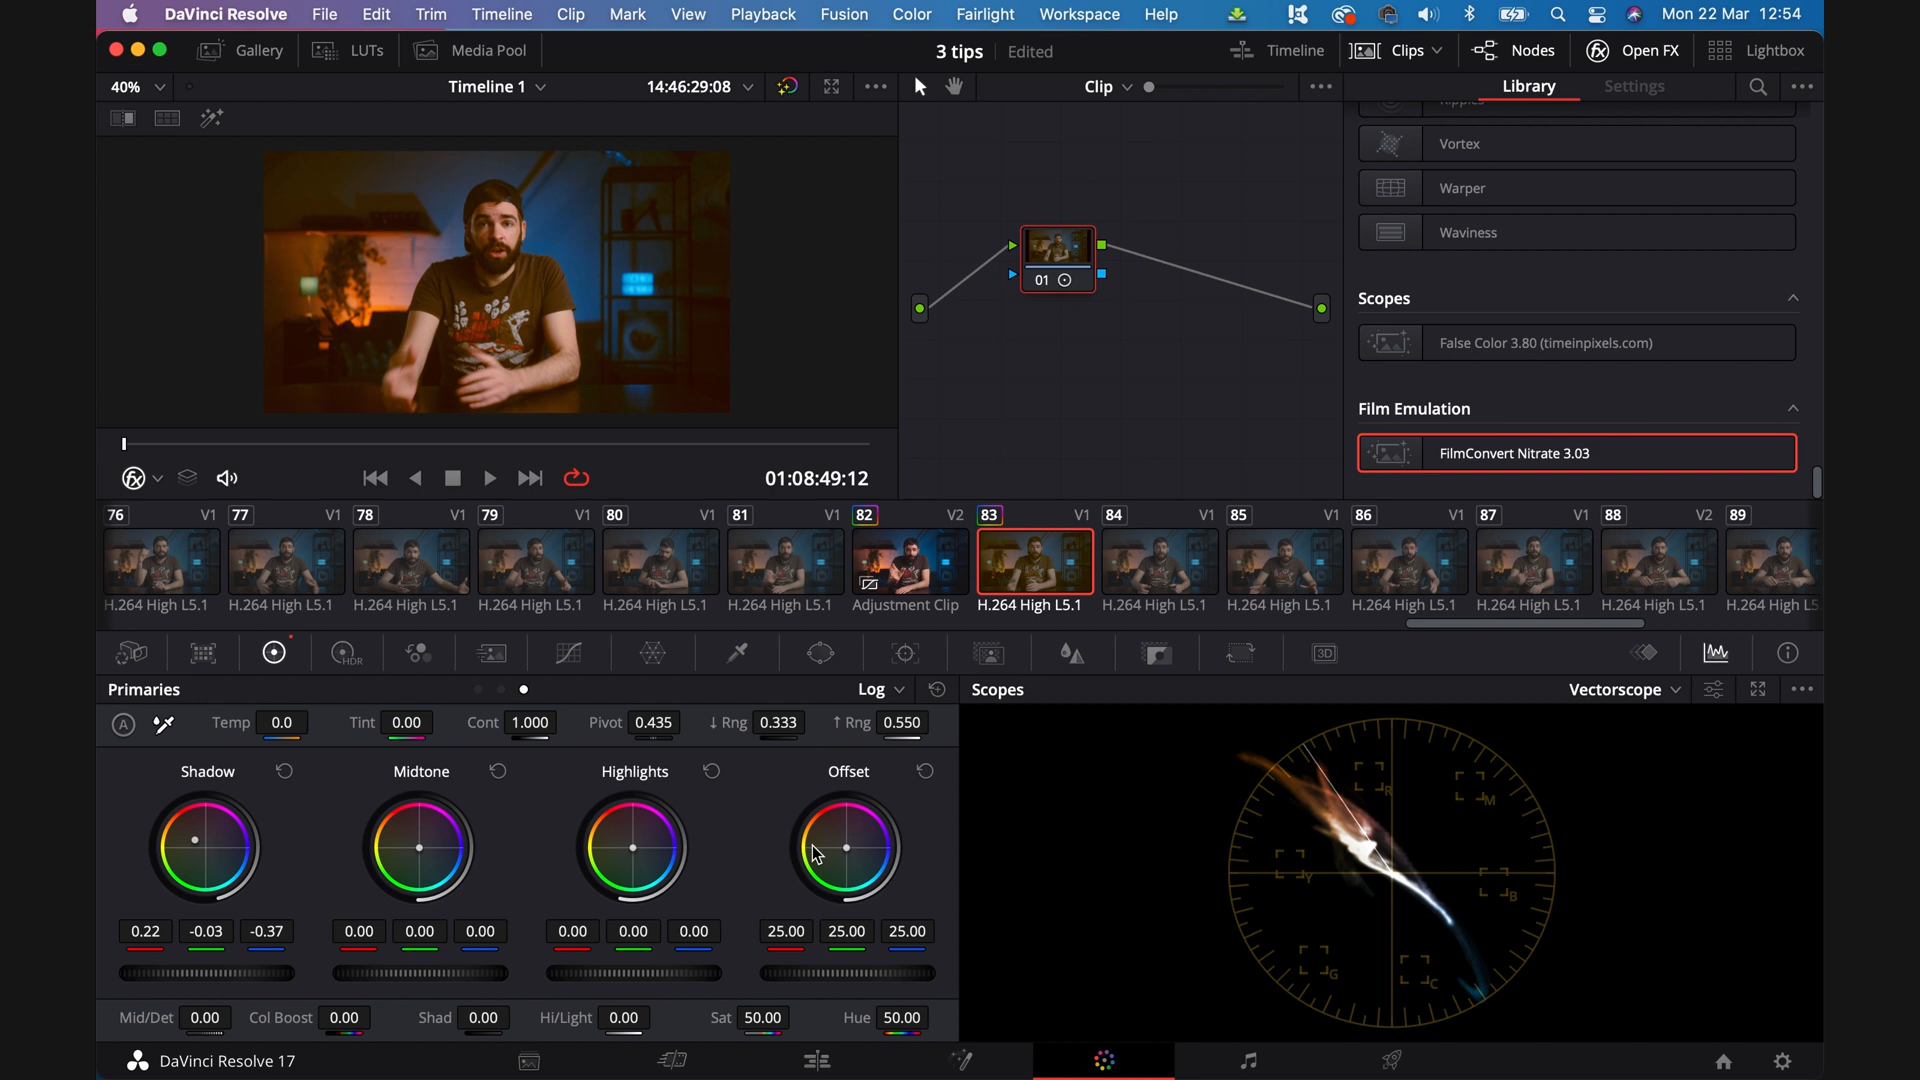 DaVinci Resolve File Edit Trim Timeline Clip Mark View Playback Fusion Color Fairlight Workspace Help Mon 22 Mar 12:54
Gallery LUTs Media Pool 3 tips Edited Timeline Clips Nodes Open FX Lightbox
40% Timeline 1 14:46:29:08 Clip Library Settings
Ripples
Vortex
Warper
Waviness
01
Scopes
False Color 3.80 (timeinpixels.com)
Film Emulation
FilmConvert Nitrate 3.03
01:08:49:12
76 V1 77 V1 78 V1 79 V1 80 V1 81 V1 82 V2 83 V1 84 V1 85 V1 86 V1 87 V1 88 V2 89
H.264 High L5.1 H.264 High L5.1 H.264 High L5.1 H.264 High L5.1 H.264 High L5.1 H.264 High L5.1 Adjustment Clip H.264 High L5.1 H.264 High L5.1 H.264 High L5.1 H.264 High L5.1 H.264 High L5.1 H.264 High L5.1 H.264 High L5
HDR 3D
Primaries Log Scopes Vectorscope
A Temp 0.0 Tint 0.00 Cont 1.000 Pivot 0.435 ↓ Rng 0.333 ↑ Rng 0.550
Shadow Midtone Highlights Offset
R M
Y B
G C
0.22 -0.03 -0.37 0.00 0.00 0.00 0.00 0.00 0.00 25.00 25.00 25.00
Mid/Det 0.00 Col Boost 0.00 Shad 0.00 Hi/Light 0.00 Sat 50.00 Hue 50.00
DaVinci Resolve 17